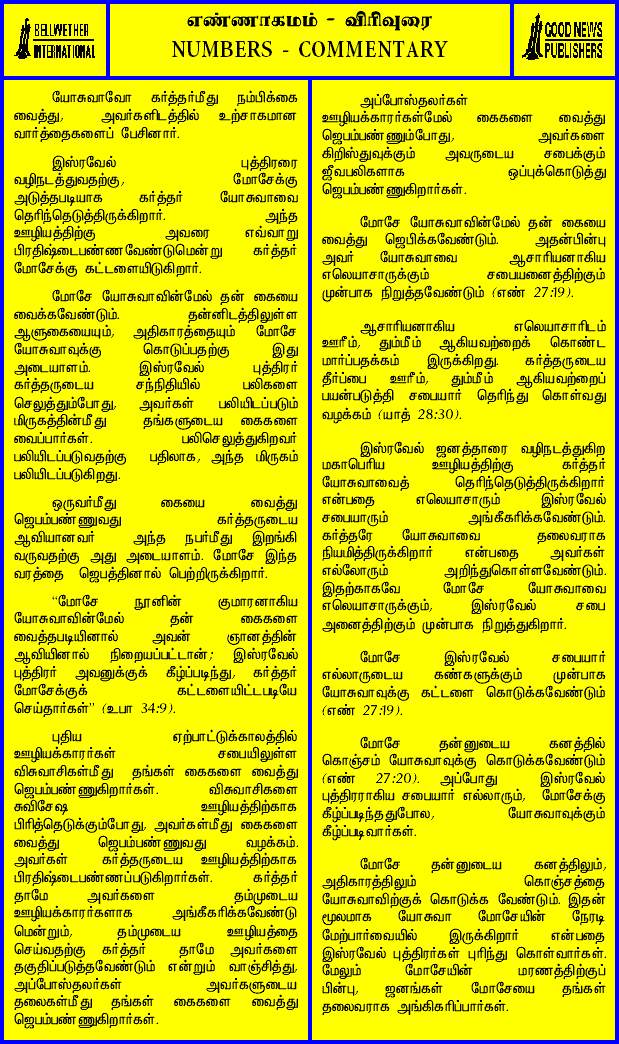 BELLWETHER
INTERNATIONAL
எண்ணாகமம் - விரிவுரை
NUMBERS - COMMENTARY
GOOD NEWS
PUBLISHERS
யோசுவாவோ கர்த்தர்மீது நம்பிக்கை
வைத்து, அவர்களிடத்தில் உற்சாகமான
வார்த்தைகளைப் பேசினார்.
இஸ்ரவேல் புத்திரரை
வழிநடத்துவதற்கு, மோசேக்கு
அடுத்தபடியாக கர்த்தர் யோசுவாவை
தெரிந்தெடுத்திருக்கிறார். அந்த
ஊழியத்திற்கு அவரை எவ்வாறு
பிரதிஷ்டைபண்ணவேண்டுமென்று கர்த்தர்
மோசேக்கு கட்டளையிடுகிறார்.
மோசே யோசுவாவின்மேல் தன் கையை
வைக்கவேண்டும். தன்னிடத்திலுள்ள
ஆளுகையையும், அதிகாரத்தையும் மோசே
யோசுவாவுக்கு கொடுப்பதற்கு இது
அடையாளம். இஸ்ரவேல் புத்திரர்
கர்த்தருடைய சந்நிதியில் பலிகளை
செலுத்தும்போது, அவர்கள் பலியிடப்படும்
மிருகத்தின்மீது தங்களுடைய கைகளை
வைப்பார்கள். பலிசெலுத்துகிறவர்
பலியிடப்படுவதற்கு பதிலாக, அந்த மிருகம்
பலியிடப்படுகிறது.
ஒருவர்மீது கையை வைத்து
ஜெபம்பண்ணுவது கர்த்தருடைய
ஆவியானவர் அந்த நபர்மீது இறங்கி
வருவதற்கு அது அடையாளம். மோசே இந்த
வரத்தை ஜெபத்தினால் பெற்றிருக்கிறார்.
“மோசே நூனின் குமாரனாகிய
யோசுவாவின்மேல் தன் கைகளை
வைத்தபடியினால் அவன் ஞானத்தின்
ஆவியினால் நிறையப்பட்டான்; இஸ்ரவேல்
புத்திரர் அவனுக்குக் கீழ்ப்படிந்து, கர்த்தர்
மோசேக்குக் கட்டளையிட்டபடியே
செய்தார்கள்” (உபா 34:9).
புதிய ஏற்பாட்டுக்காலத்தில்
ஊழியக்காரர்கள் சபையிலுள்ள
விசுவாசிகள்மீது தங்கள் கைகளை வைத்து
ஜெபம்பண்ணுகிறார்கள். விசுவாசிகளை
சுவிசேஷ ஊழியத்திற்காக
பிரித்தெடுக்கும்போது, அவர்கள்மீது கைகளை
வைத்து ஜெபம்பண்ணுவது வழக்கம்.
அவர்கள் கர்த்தருடைய ஊழியத்திற்காக
பிரதிஷ்டைபண்ணப்படுகிறார்கள். கர்த்தர்
தாமே அவர்களை தம்முடைய
ஊழியக்காரர்களாக அங்கீகரிக்கவேண்டு
மென்றும், தம்முடைய ஊழியத்தை
செய்வதற்கு கர்த்தர் தாமே அவர்களை
தகுதிப்படுத்தவேண்டும் என்றும் வாஞ்சித்து,
அப்போஸ்தலர்கள் அவர்களுடைய
தலைகள்மீது தங்கள் கைகளை வைத்து
ஜெபம்பண்ணுகிறார்கள்.
அப்போஸ்தலர்கள்
ஊழியக்காரர்கள்மேல் கைகளை வைத்து
ஜெபம்பண்ணும்போது, அவர்களை
கிறிஸ்துவுக்கும் அவருடைய சபைக்கும்
ஜீவபலிகளாக ஒப்புக்கொடுத்து
ஜெபம்பண்ணுகிறார்கள்.
மோசே யோசுவாவின்மேல் தன் கையை
வைத்து ஜெபிக்கவேண்டும். அதன்பின்பு
அவர் யோசுவாவை ஆசாரியனாகிய
எலெயாசாருக்கும் சபையனைத்திற்கும்
முன்பாக நிறுத்தவேண்டும் (எண் 27:19).
ஆசாரியனாகிய எலெயாசாரிடம்
ஊரீம், தும்மீம் ஆகியவற்றைக் கொண்ட
மார்ப்பதக்கம் இருக்கிறது. கர்த்தருடைய
தீர்ப்பை ஊரீம், தும்மீம் ஆகியவற்றைப்
பயன்படுத்தி சபையார் தெரிந்து கொள்வது
வழக்கம் (யாத் 28:30).
இஸ்ரவேல் ஜனத்தாரை வழிநடத்துகிற
மகாபெரிய ஊழியத்திற்கு கர்த்தர்
யோசுவாவைத் தெரிந்தெடுத்திருக்கிறார்
என்பதை எலெயாசாரும் இஸ்ரவேல்
சபையாரும் அங்கீகரிக்கவேண்டும்.
கர்த்தரே யோசுவாவை தலைவராக
நியமித்திருக்கிறார் என்பதை அவர்கள்
எல்லோரும் அறிந்துகொள்ளவேண்டும்.
இதற்காகவே மோசே யோசுவாவை
எலெயாசாருக்கும், இஸ்ரவேல் சபை
அனைத்திற்கும் முன்பாக நிறுத்துகிறார்.
மோசே இஸ்ரவேல் சபையார்
எல்லாருடைய கண்களுக்கும் முன்பாக
யோசுவாவுக்கு கட்டளை கொடுக்கவேண்டும்
(எண் 27:19).
மோசே தன்னுடைய கனத்தில்
கொஞ்சம் யோசுவாவுக்கு கொடுக்கவேண்டும்
(எண் 27:20). அப்போது இஸ்ரவேல்
புத்திரராகிய சபையார் எல்லாரும், மோசேக்கு
கீழ்ப்படிந்ததுபோல, யோசுவாவுக்கும்
கீழ்ப்படிவார்கள்.
மோசே தன்னுடைய கனத்திலும்,
அதிகாரத்திலும் கொஞ்சத்தை
யோசுவாவிற்குக் கொடுக்க வேண்டும். இதன்
மூலமாக யோசுவா மோசேயின் நேரடி
மேற்பார்வையில் இருக்கிறார் என்பதை
இஸ்ரவேல் புத்திரர்கள் புரிந்து கொள்வார்கள்.
மேலும் மோசேயின் மரணத்திற்குப்
பின்பு, ஜனங்கள் மோசேயை தங்கள்
தலைவராக அங்கிகரிப்பார்கள்.